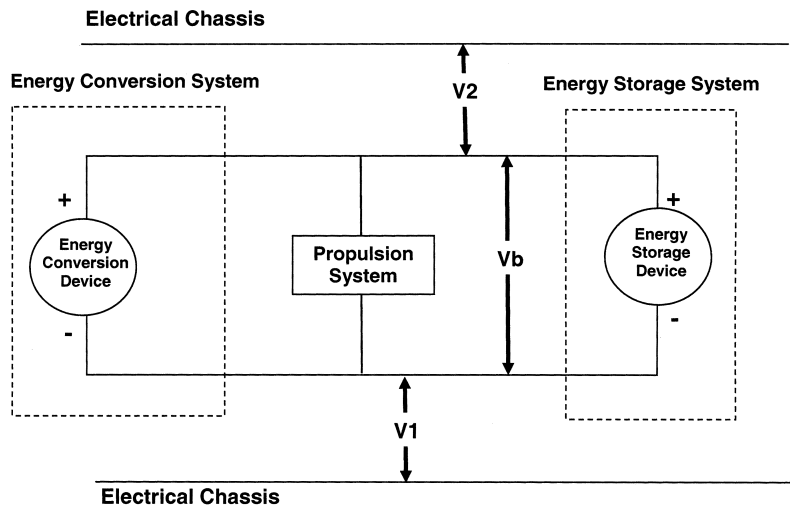 Electrical Chassis
V2
Energy Conversion System
Energy Storage System
+
+
Energy
Conversion
Device
Propulsion
System
Vb
Energy
Storage
Device
-
-
V1
Electrical Chassis